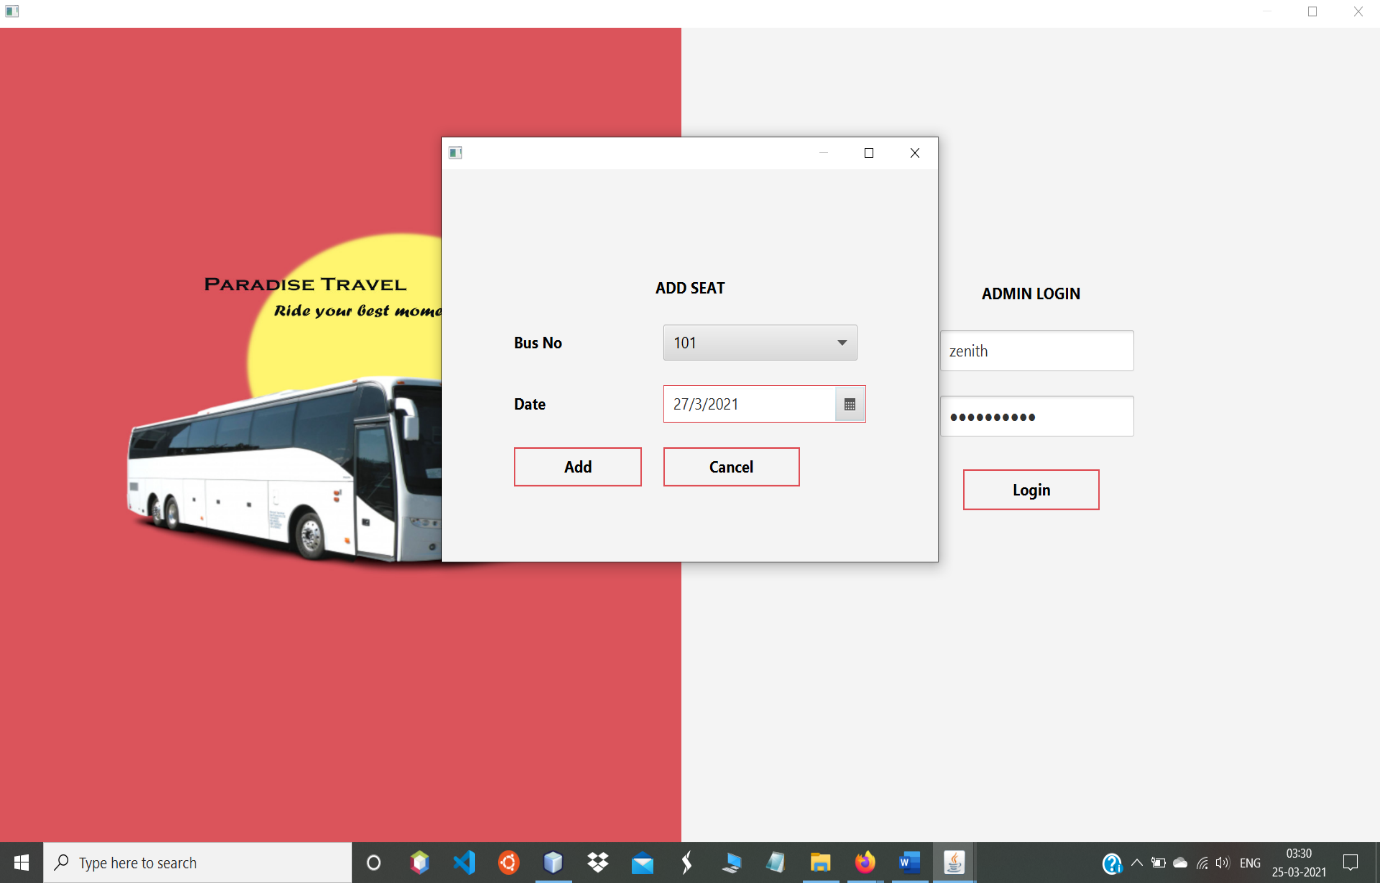 PARADISE TRAVEL
Ride your best mome
ADD SEAT
Bus No
101
Date
27/3/2021
Add
Cancel
ADMIN LOGIN
zenith
••••••••••
Login
Type here to search
ENG
03:30
25-03-2021